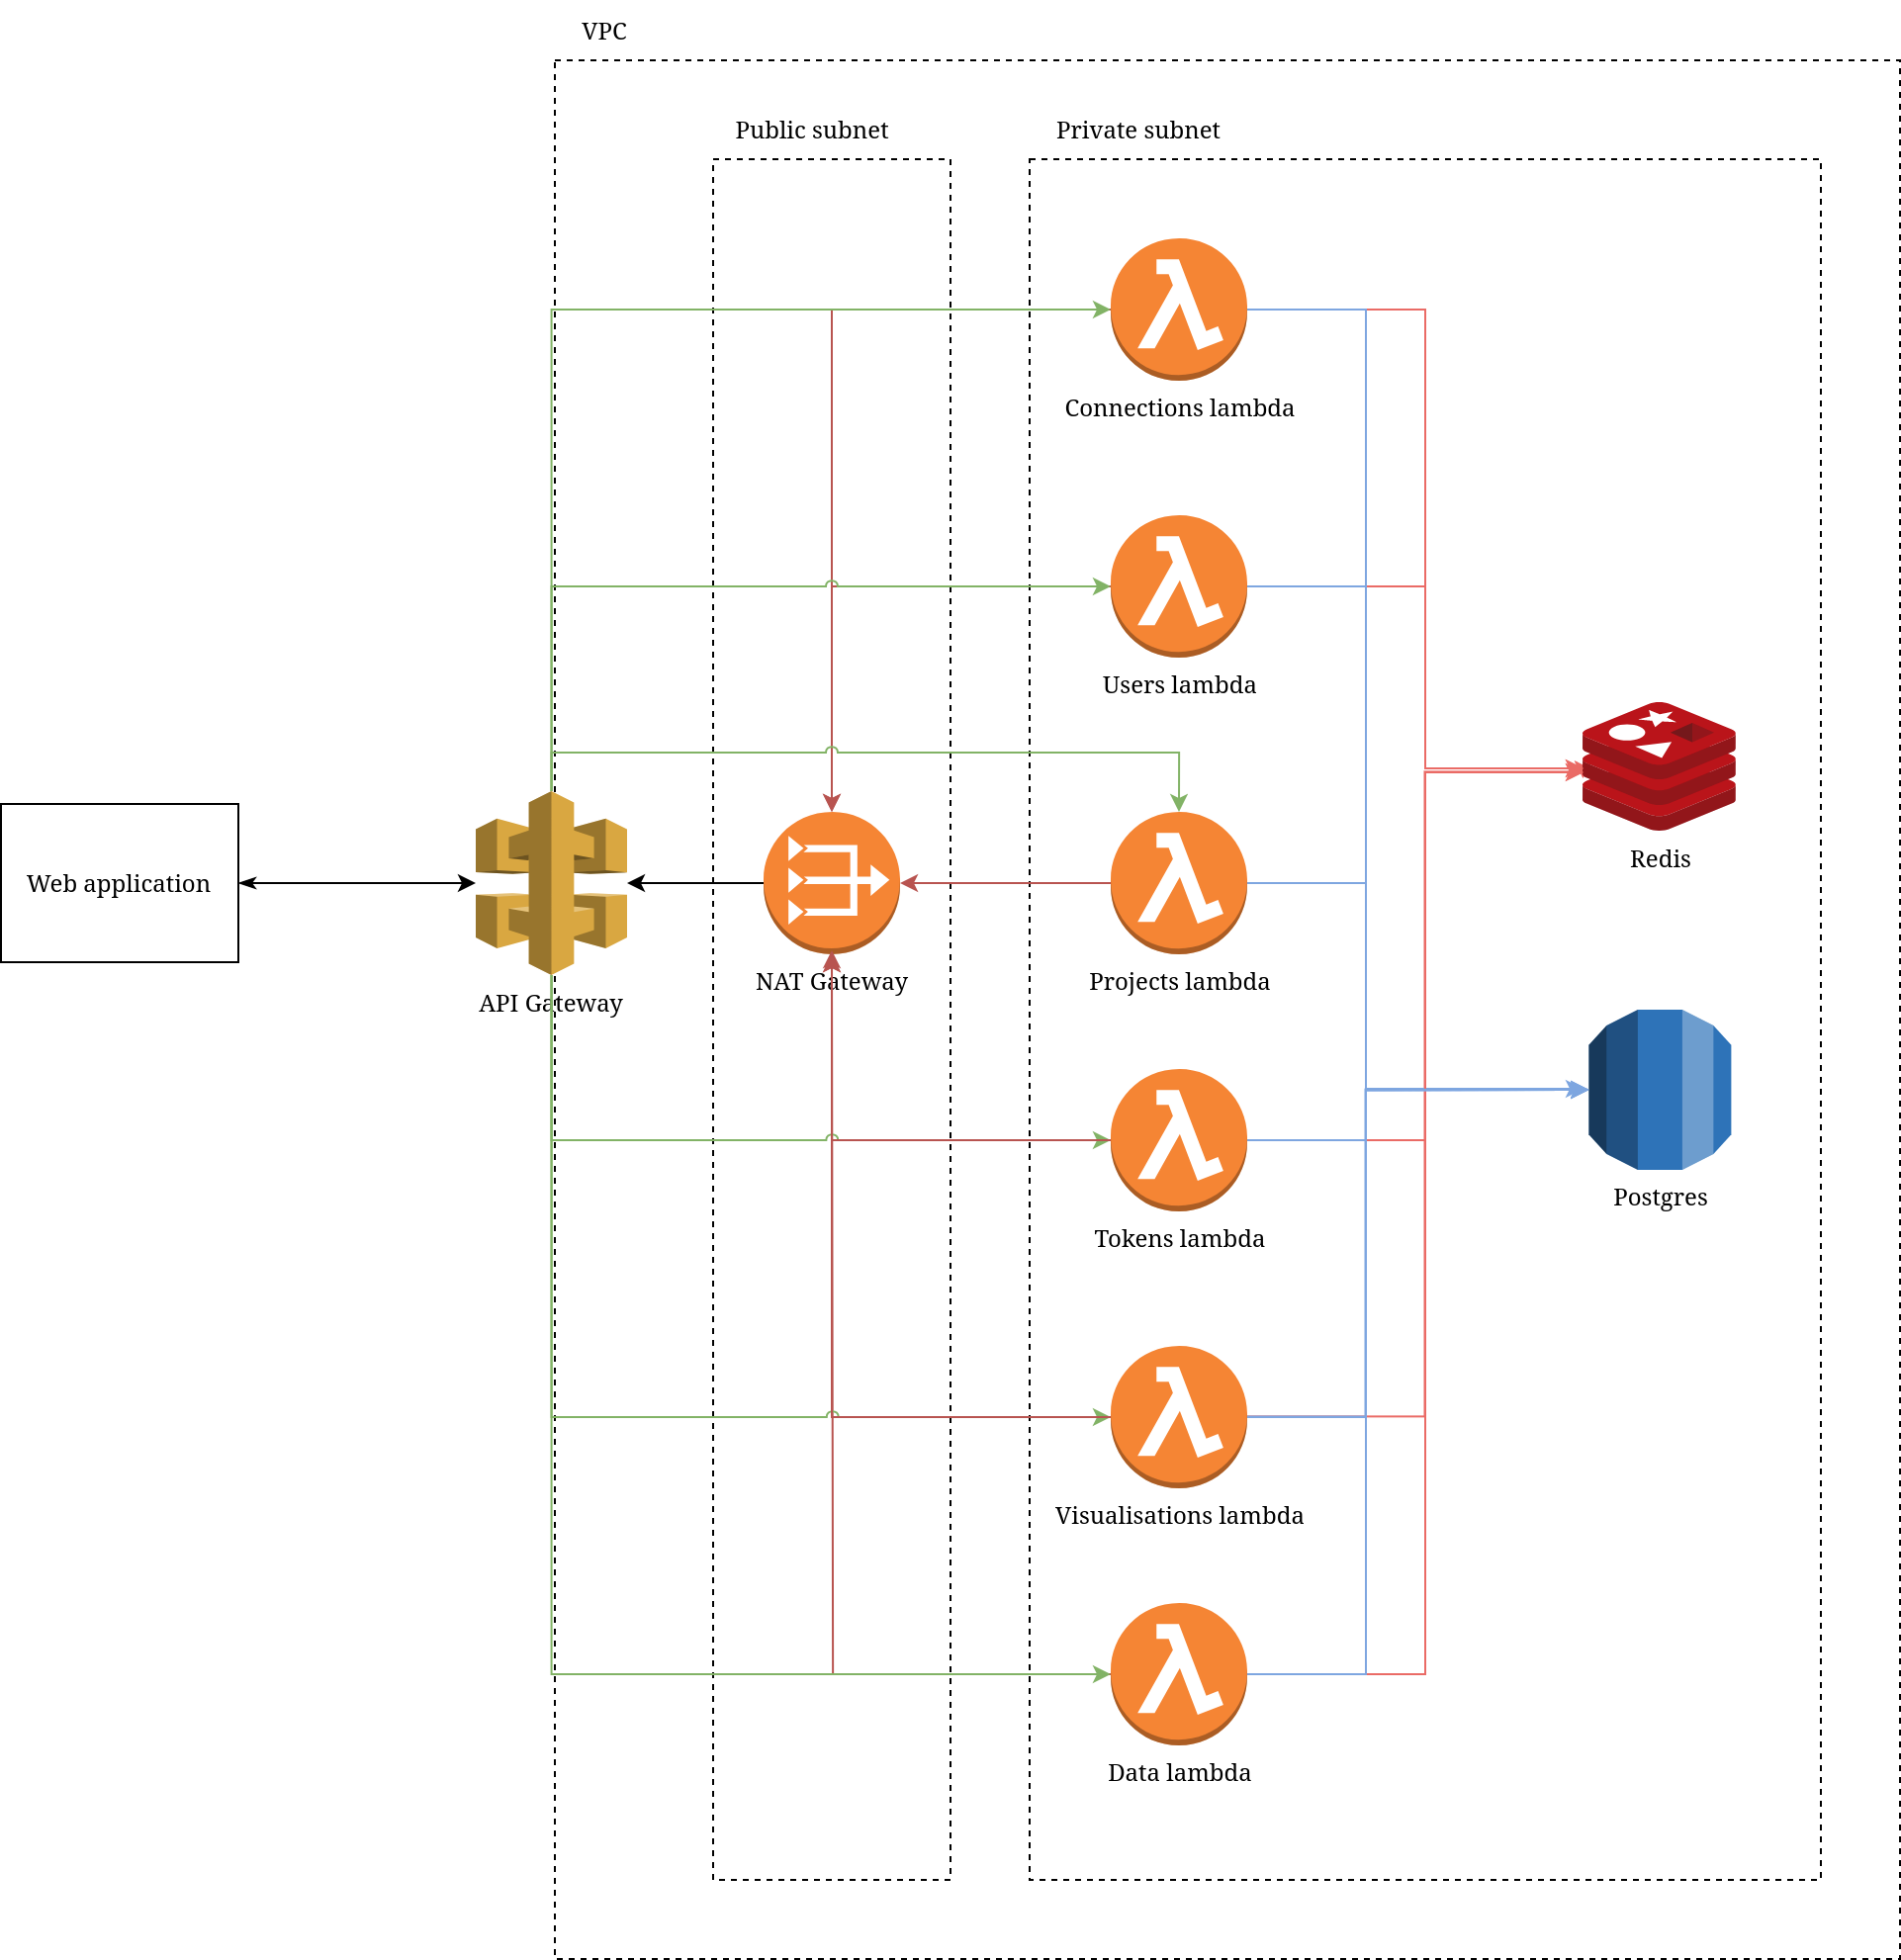 VPC
Public subnet
Private subnet
Connections lambda
Users lambda
Redis
Web application
API Gateway
NAT Gateway
Projects lambda
Postgres
Tokens lambda
Visualisations lambda
Data lambda